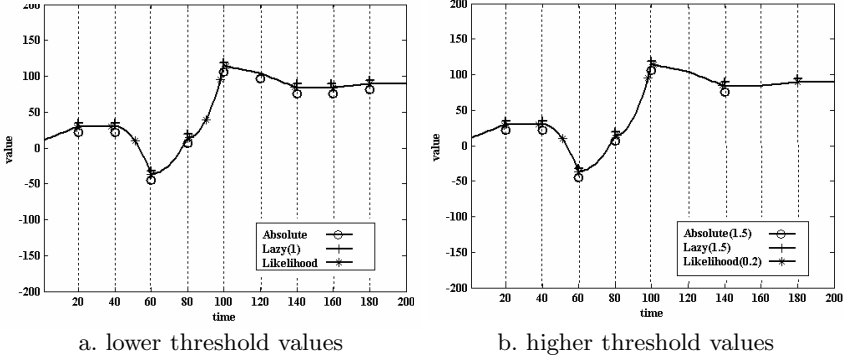 200
150
100
50
0
-50
-100
-150
-200
value
20 40 60 80 100 120 140 160 180 200
time
Absolute
Lazy(1)
Likelihood
a. lower threshold values
200
150
100
50
0
-50
-100
-150
-200
value
20 40 60 80 100 120 140 160 180 200
time
Absolute(1.5)
Lazy(1.5)
Likelihood(0.2)
b. higher threshold values